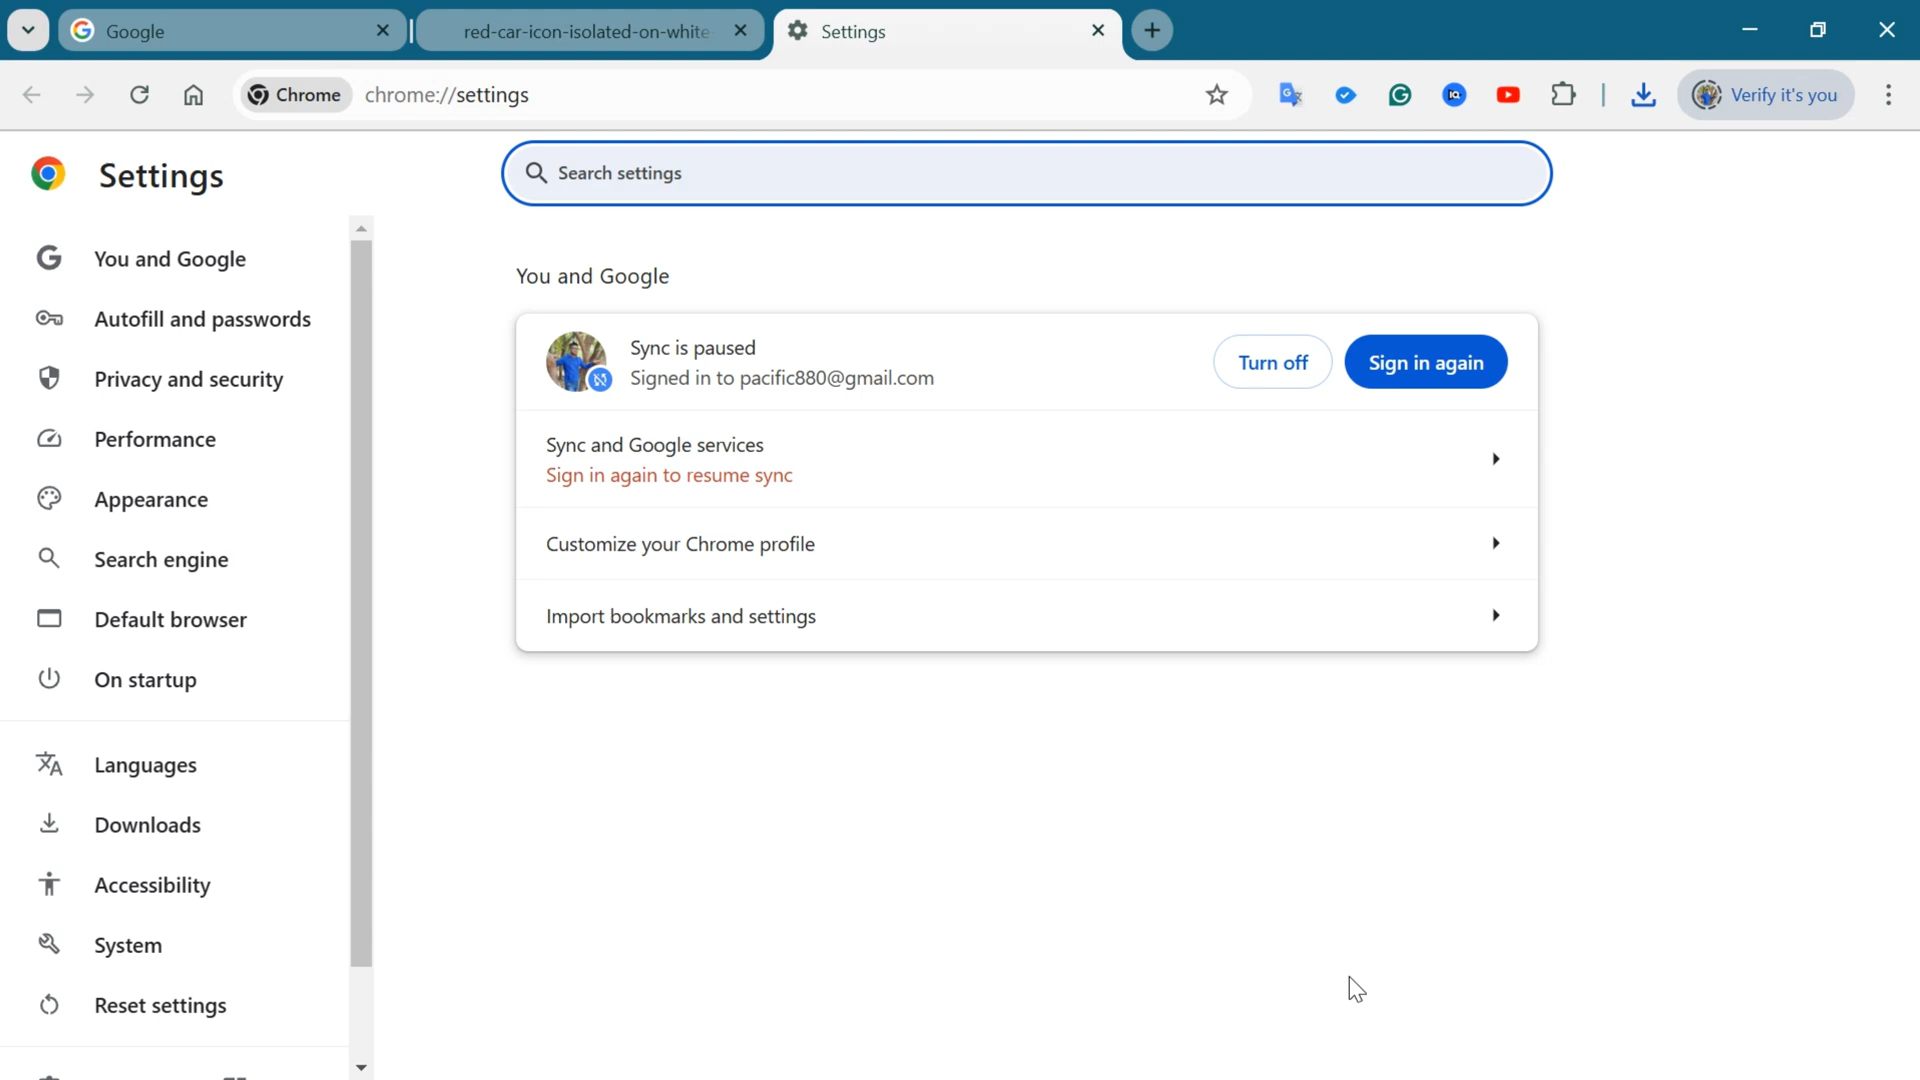 Google
red-car-icon-isolated-on-white-
Settings
Chrome
chrome://settings
Verify it's you
Settings
Search settings
You and Google
Autofill and passwords
Privacy and security
Performance
Appearance
Search engine
Default browser
On startup
Languages
Downloads
Accessibility
System
Reset settings
You and Google
Sync is paused
Signed in to pacific880@gmail.com
Turn off
Sign in again
Sync and Google services
Sign in again to resume sync
Customize your Chrome profile
Import bookmarks and settings